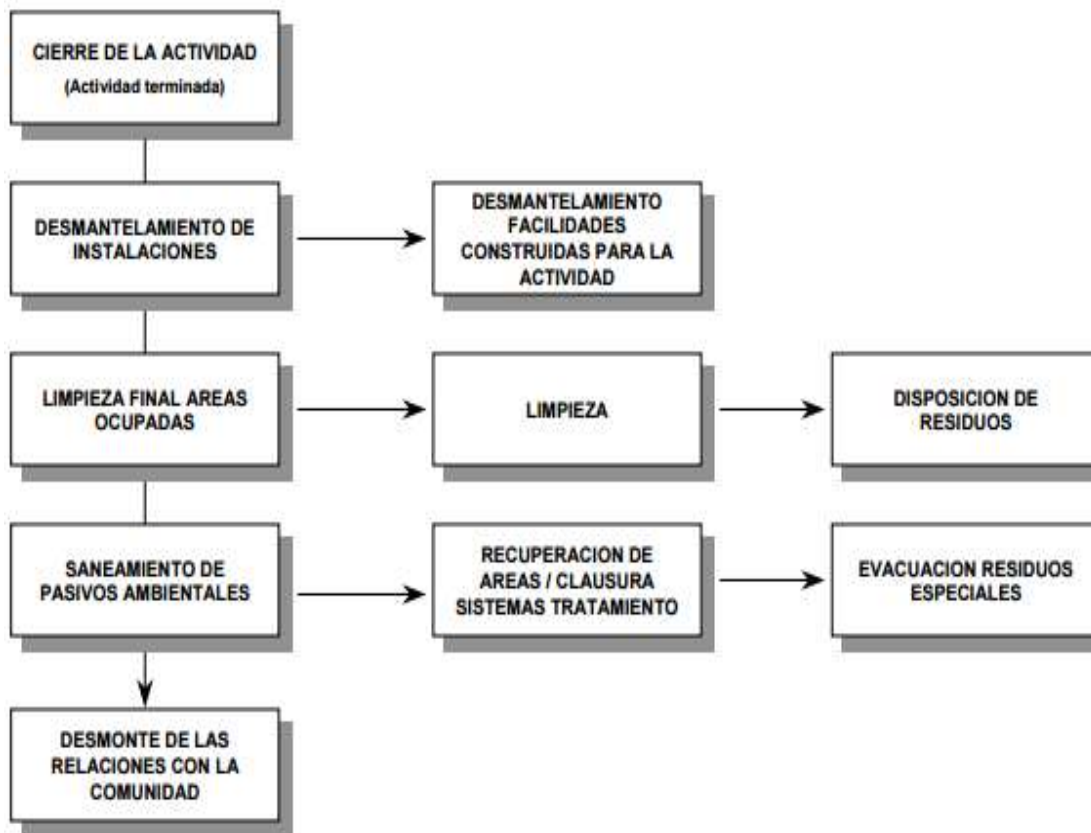 CIERRE DE LA ACTIVIDAD
(Actividad terminada)
DESMANTELAMIENTO DE
INSTALACIONES
DESMANTELAMIENTO
FACILIDADES
CONSTRUIDAS PARA LA
ACTIVIDAD
LIMPIEZA FINAL AREAS
OCUPADAS
LIMPIEZA
DISPOSICION DE
RESIDUOS
SANEAMIENTO DE
PASIVOS AMBIENTALES
RECUPERACION DE
AREAS / CLAUSURA
SISTEMAS TRATAMIENTO
EVACUACION RESIDUOS
ESPECIALES
DESMONTE DE LAS
RELACIONES CON LA
COMUNIDAD